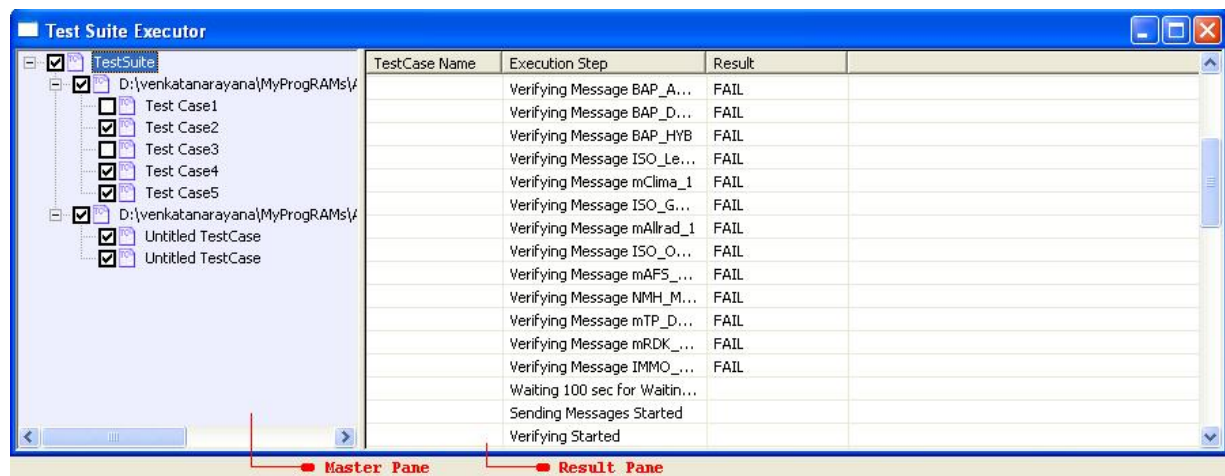 Test Suite Executor
TestSuite
D:\venkatanarayana\MyProgRAMs\A
Test Case1
Test Case2
Test Case3
Test Case4
Test Case5
D:\venkatanarayana\MyProgRAMs\A
Untitled TestCase
Untitled TestCase
TestCase Name Execution Step Result
Verifying Message BAP_A... FAIL
Verifying Message BAP_D... FAIL
Verifying Message BAP_HYB FAIL
Verifying Message ISO_Le... FAIL
Verifying Message mClima_1 FAIL
Verifying Message ISO_G... FAIL
Verifying Message mAllrad_1 FAIL
Verifying Message ISO_O... FAIL
Verifying Message mAFS_... FAIL
Verifying Message NMH_M... FAIL
Verifying Message mTP_D... FAIL
Verifying Message mRDK_... FAIL
Verifying Message IMMO_... FAIL
Waiting 100 sec for Waitin...
Sending Messages Started
Verifying Started
Master Pane Result Pane